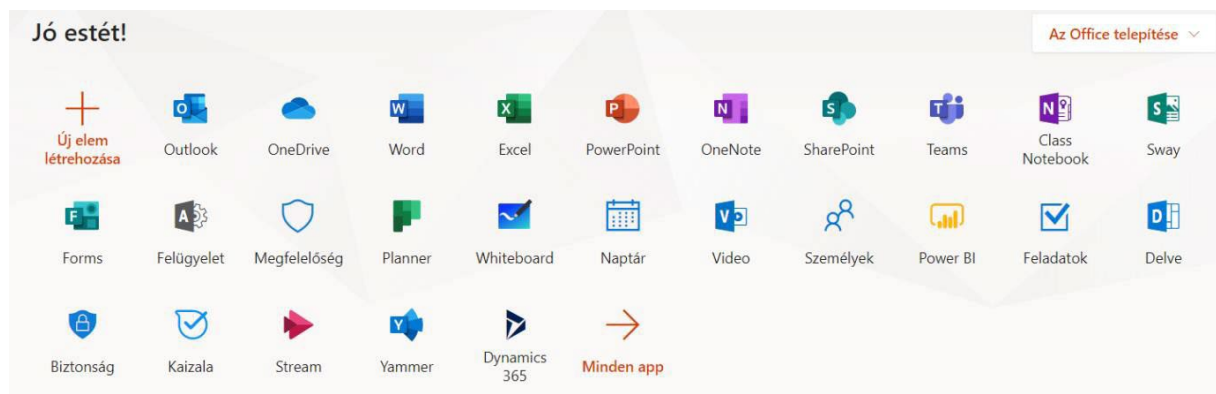 Jó estét!
Az Office telepítése
Új elem
létrehozása
Outlook
OneDrive
Word
Excel
PowerPoint
OneNote
SharePoint
Teams
Class
Notebook
Sway
Forms
Felügyelet
Megfelelőség
Planner
Whiteboard
Naptár
Video
Személyek
Power BI
Feladatok
Delve
Biztonság
Kaizala
Stream
Yammer
Dynamics
365
Minden app